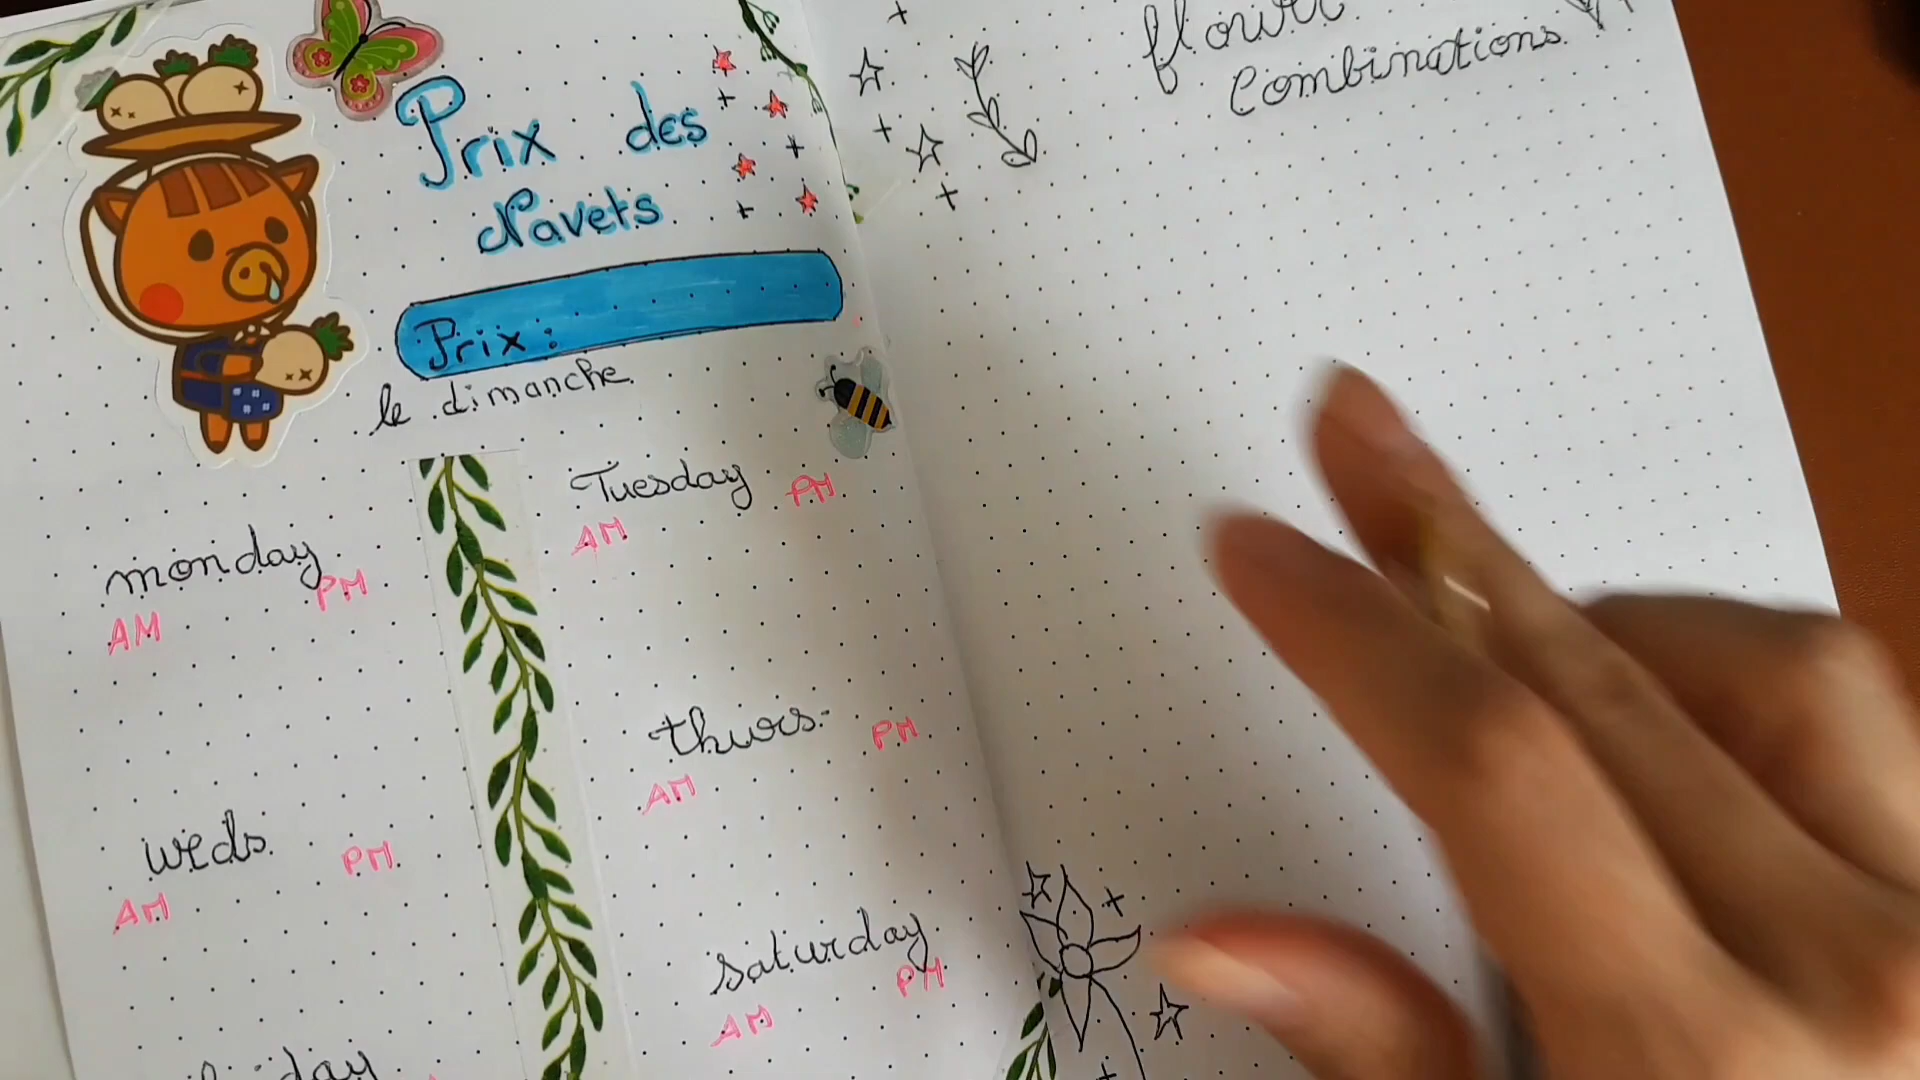 Prix des
Navets
Prix:
le dimanche
monday
AM PM
Tuesday PM
AM
weds. PM
AM
thurs. PM
AM
saturday
AM PM
flower
Combinations